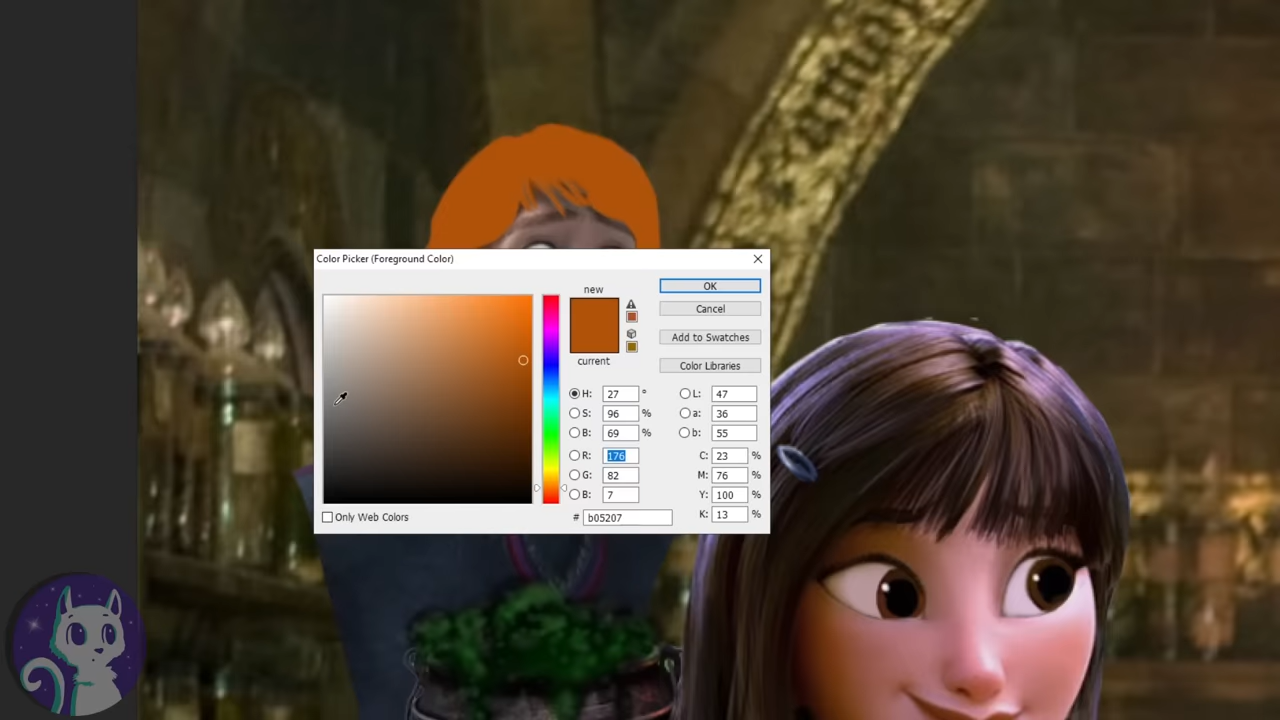 Color Picker (Foreground Color)
new
current
OK
Cancel
Add to Swatches
Color Libraries
H: 27 °
S: 96 %
B: 69 %
R: 176
G: 82
B: 7
L: 47
a: 36
b: 55
C: 23 %
M: 76 %
Y: 100 %
K: 13 %
Only Web Colors
# b05207